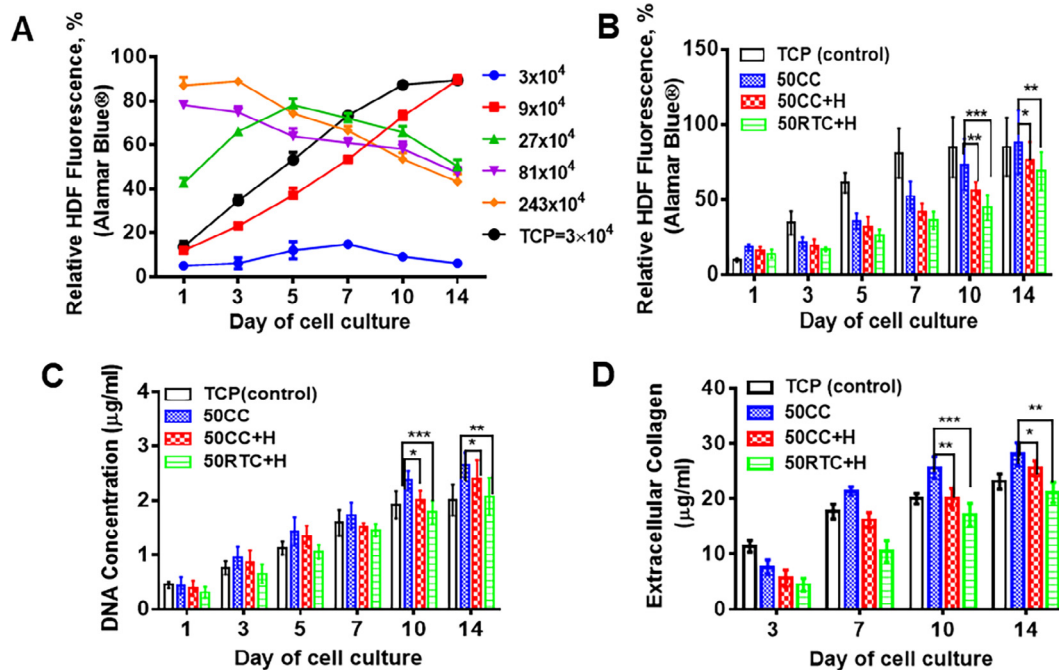 A
Relative HDF Fluorescence, %
(Alamar Blue®)
100
80
60
40
20
0
1 3 5 7 10 14
Day of cell culture
3x10⁴
9x10⁴
27x10⁴
81x10⁴
243x10⁴
TCP=3×10⁴
B
Relative HDF Fluorescence, %
(Alamar Blue®)
150
100
50
0
TCP (control)
50CC
50CC+H
50RTC+H
***
**
**
*
1 3 5 7 10 14
Day of cell culture
C
DNA Concentration (µg/ml)
4
3
2
1
0
TCP(control)
50CC
50CC+H
50RTC+H
***
*
**
*
1 3 5 7 10 14
Day of cell culture
D
Extracellular Collagen
(µg/ml)
40
30
20
10
0
TCP (control)
50CC
50CC+H
50RTC+H
***
**
**
*
3 7 10 14
Day of cell culture